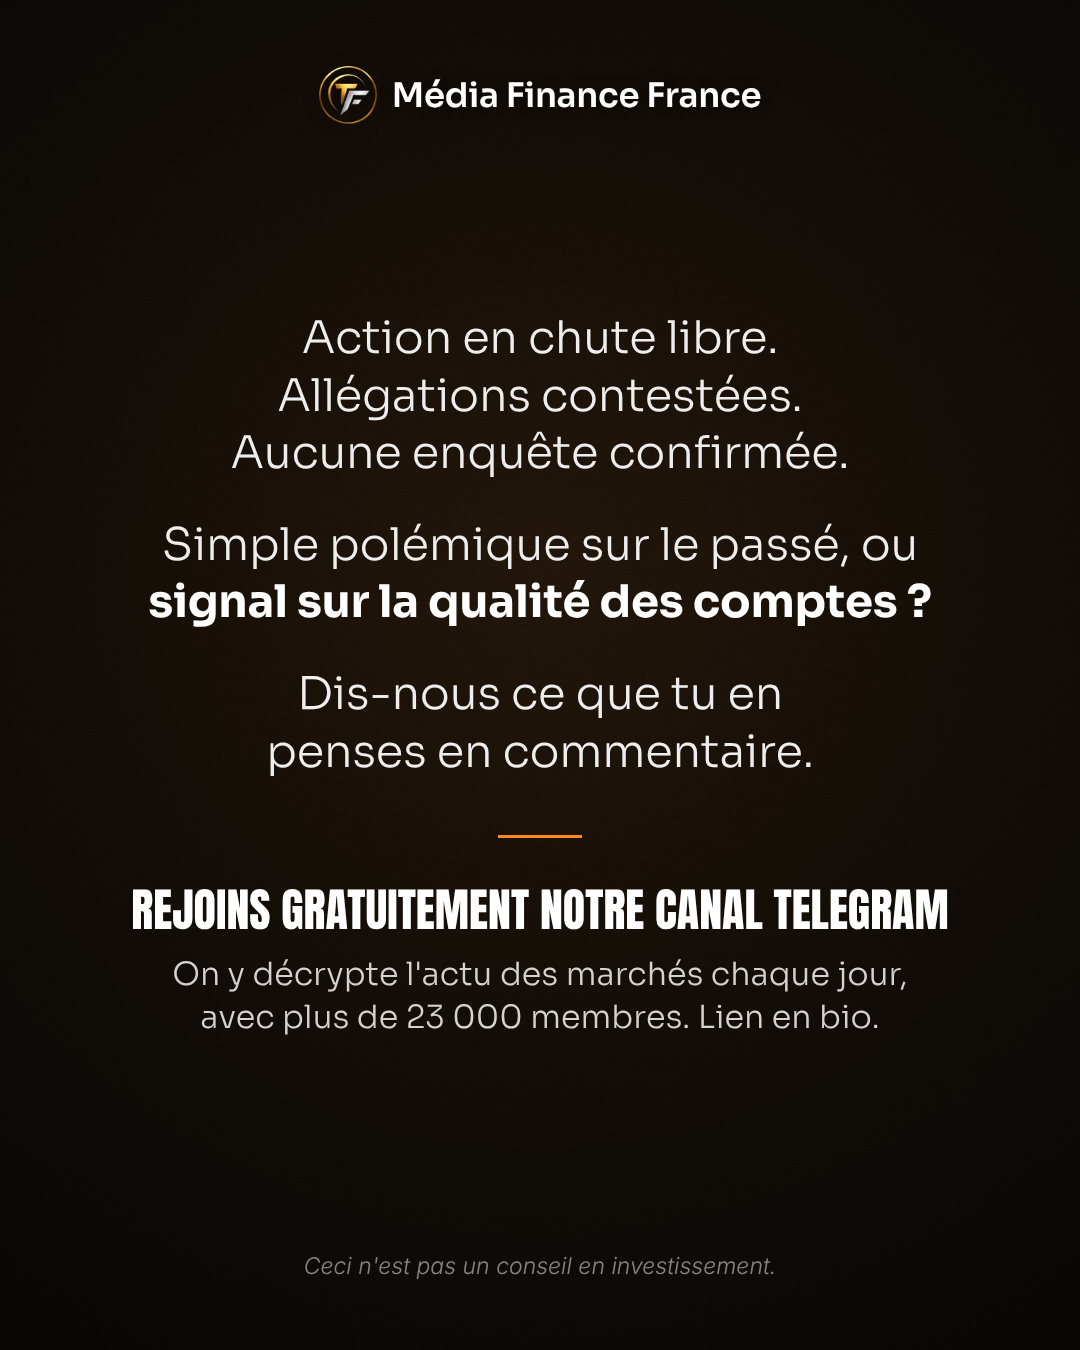 TF Média Finance France
Action en chute libre.
Allégations contestées.
Aucune enquête confirmée.
Simple polémique sur le passé, ou
signal sur la qualité des comptes ?
Dis-nous ce que tu en
penses en commentaire.
REJOINS GRATUITEMENT NOTRE CANAL TELEGRAM
On y décrypte l'actu des marchés chaque jour,
avec plus de 23 000 membres. Lien en bio.
Ceci n'est pas un conseil en investissement.